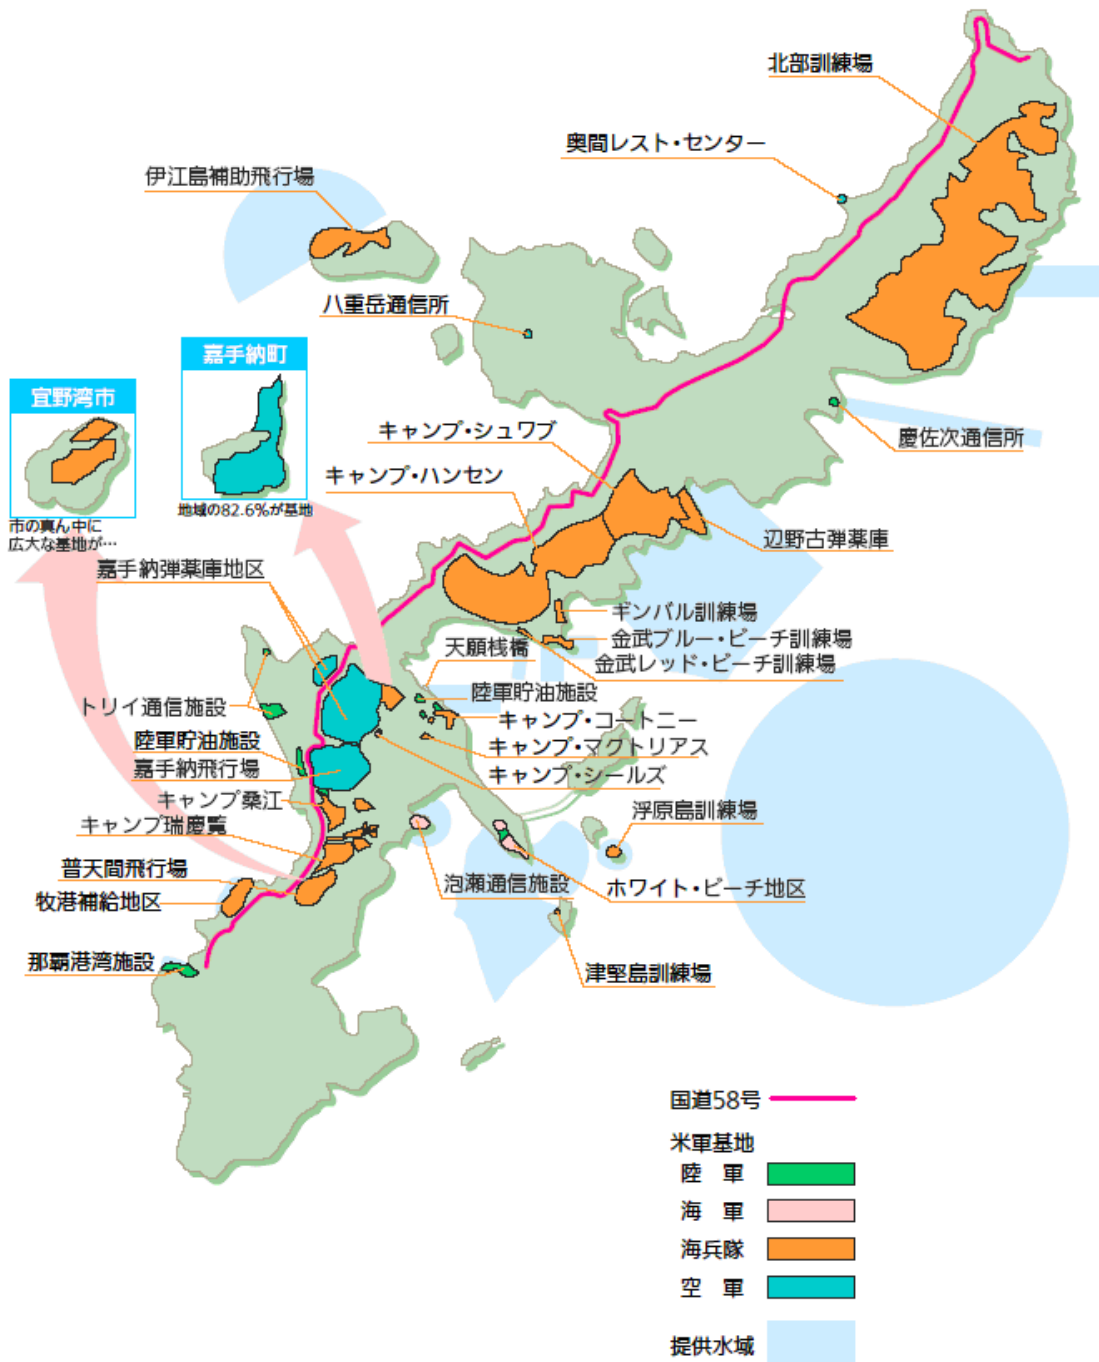 北部訓練場
奥間レスト・センター
伊江島補助飛行場
八重岳通信所
嘉手納町
地域の82.6%が基地
宜野湾市
市の真ん中に
広大な基地が…
慶佐次通信所
キャンプ・シュワブ
キャンプ・ハンセン
辺野古弾薬庫
嘉手納弾薬庫地区
ギンバル訓練場
金武ブルー・ビーチ訓練場
金武レッド・ビーチ訓練場
天願桟橋
陸軍貯油施設
トリイ通信施設
キャンプ・コートニー
陸軍貯油施設
キャンプ・マクトリアス
嘉手納飛行場
キャンプ・シールズ
キャンプ桑江
キャンプ瑞慶覧
浮原島訓練場
普天間飛行場
泡瀬通信施設
ホワイト・ビーチ地区
牧港補給地区
那覇港湾施設
津堅島訓練場
国道58号
米軍基地
陸　軍
海　軍
海兵隊
空　軍
提供水域